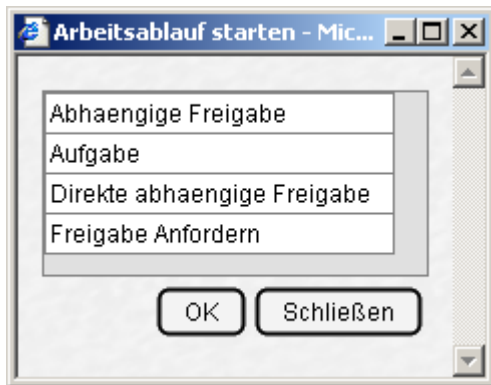 Arbeitsablauf starten - Mic...
Abhaengige Freigabe
Aufgabe
Direkte abhaengige Freigabe
Freigabe Anfordern
OK Schließen